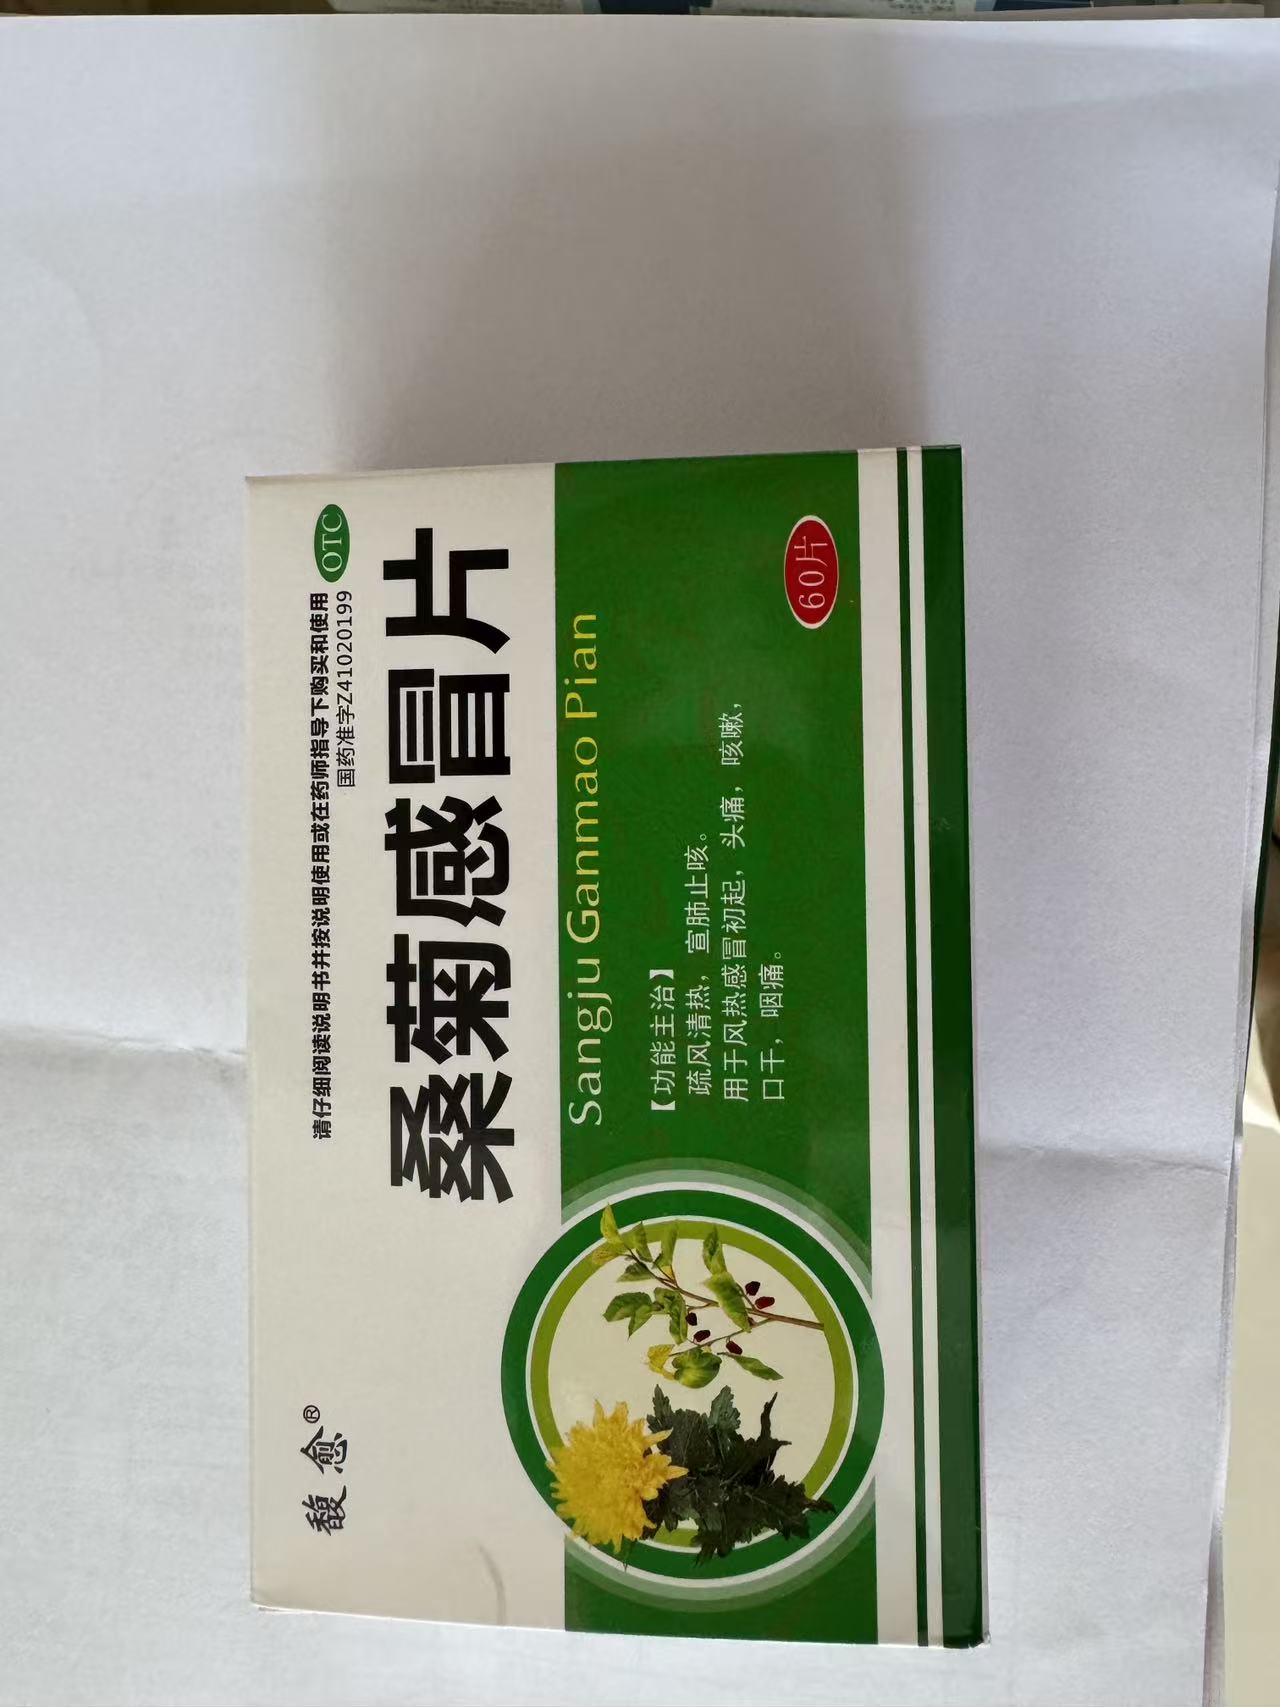 馥愈®
请仔细阅读说明书并按说明使用或在药师指导下购买和使用
OTC
国药准字Z41020199
桑菊感冒片
Sangju Ganmao Pian
【功能主治】
疏风清热，宣肺止咳。
用于风热感冒初起，头痛，咳嗽，
口干，咽痛。
60片